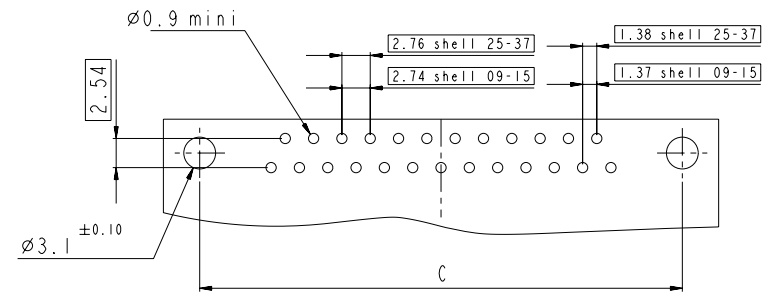 Ø0.9 mini
2.76 shell 25-37
1.38 shell 25-37
2.74 shell 09-15
1.37 shell 09-15
2.54
Ø3.1 ±0.10
C